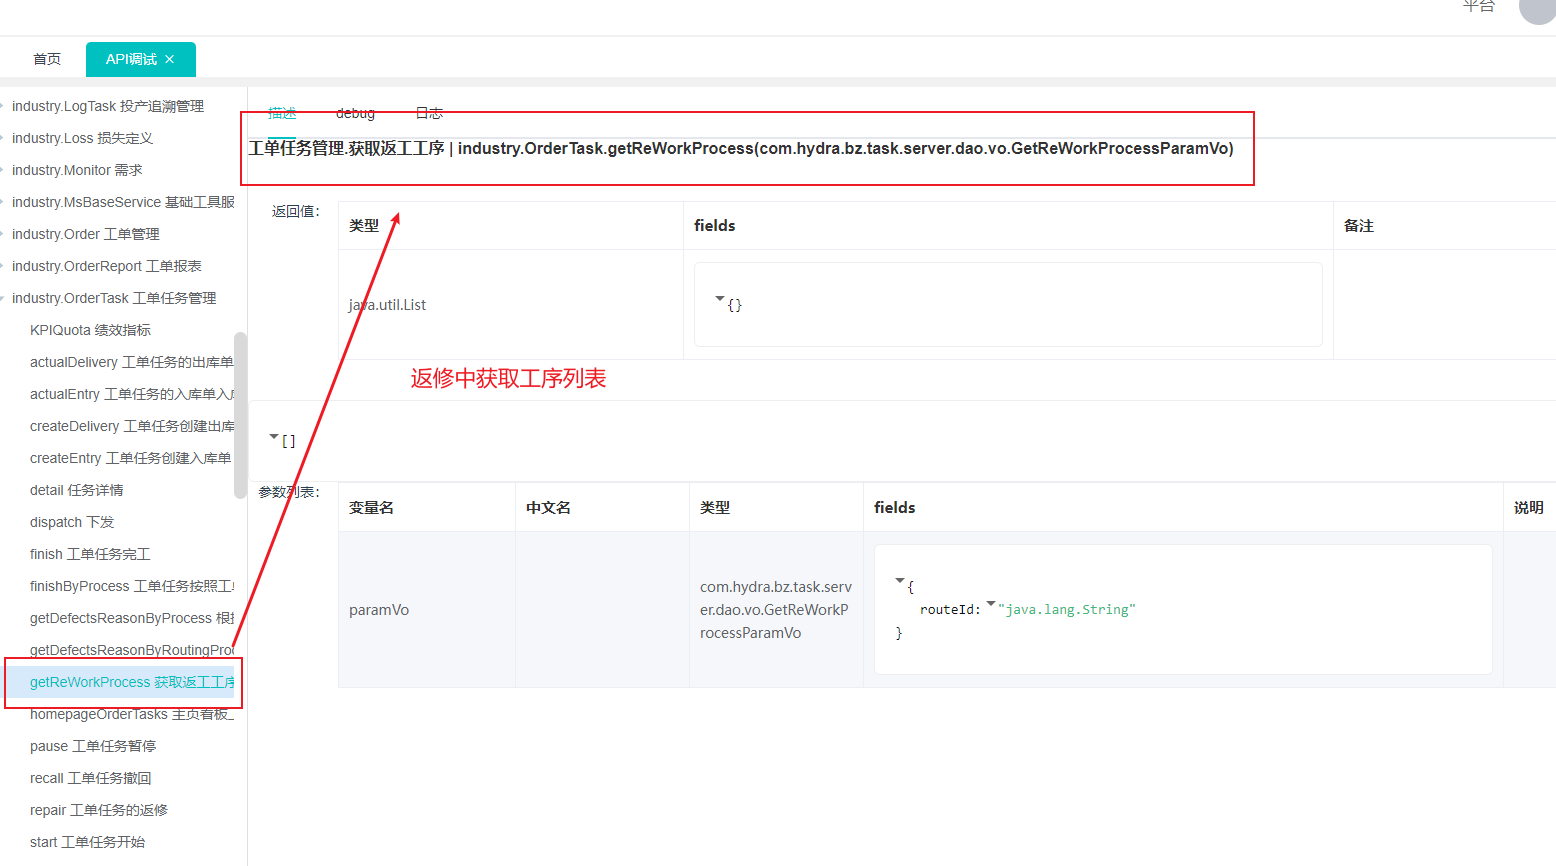 平台
首页
API调试 ×
industry.LogTask 投产追溯管理
industry.Loss 损失定义
industry.Monitor 需求
industry.MsBaseService 基础工具服
industry.Order 工单管理
industry.OrderReport 工单报表
industry.OrderTask 工单任务管理
KPIQuota 绩效指标
actualDelivery 工单任务的出库单
actualEntry 工单任务的入库单入库
createDelivery 工单任务创建出库
createEntry 工单任务创建入库单
detail 任务详情
dispatch 下发
finish 工单任务完工
finishByProcess 工单任务按照工单
getDefectsReasonByProcess 根据
getDefectsReasonByRoutingProc
getReWorkProcess 获取返工工序
homepageOrderTasks 主页看板_
pause 工单任务暂停
recall 工单任务撤回
repair 工单任务的返修
start 工单任务开始
描述 debug 日志
工单任务管理.获取返工工序 | industry.OrderTask.getReWorkProcess(com.hydra.bz.task.server.dao.vo.GetReWorkProcessParamVo)
返回值：
类型 fields 备注
java.util.List {}
返修中获取工序列表
[]
参数列表：
变量名 中文名 类型 fields 说明
paramVo
com.hydra.bz.task.serv
er.dao.vo.GetReWorkP
rocessParamVo
{
routeId: "java.lang.String"
}